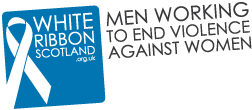 WHITE
RIBBON
SCOTLAND
.org.uk
MEN WORKING
TO END VIOLENCE
AGAINST WOMEN